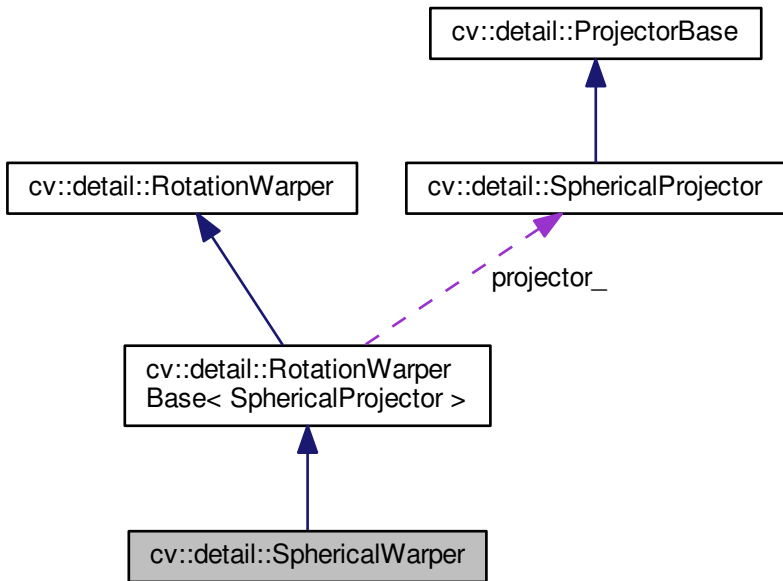 cv::detail::ProjectorBase
cv::detail::RotationWarper
cv::detail::SphericalProjector
projector_
cv::detail::RotationWarper
Base< SphericalProjector >
cv::detail::SphericalWarper